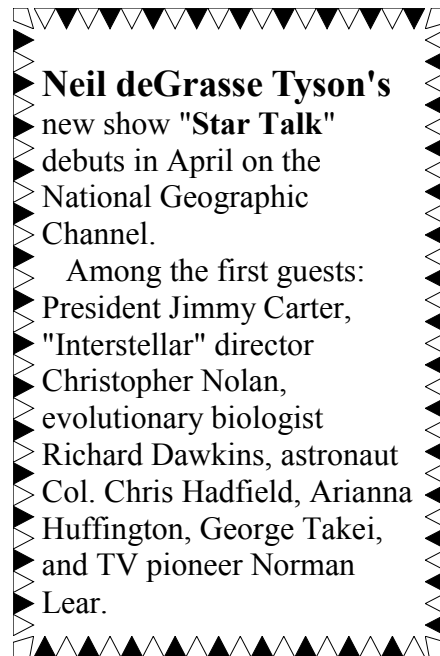 Neil deGrasse Tyson's
new show "Star Talk"
debuts in April on the
National Geographic
Channel.
Among the first guests:
President Jimmy Carter,
"Interstellar" director
Christopher Nolan,
evolutionary biologist
Richard Dawkins, astronaut
Col. Chris Hadfield, Arianna
Huffington, George Takei,
and TV pioneer Norman
Lear.